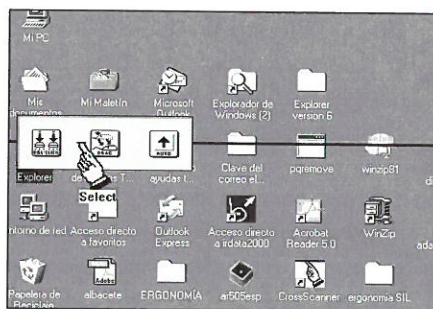 Mi PC
Mis documentos
Mi Maletín
Microsoft Outlook
Explorador de Windows (2)
Explorer version 6
DRAG
Explorer
ayudas t...
Clave del correo el...
pqremove
winzip81
Select
ntorno de red
Acceso directo a favoritos
Outlook Express
Acceso directo a irdata2000
Acrobat Reader 5.0
WinZip
Adobe
Papelera de Reciclaje
albacete
ERGONOMÍA
ar505esp
CrossScanner
ergonomia SIL